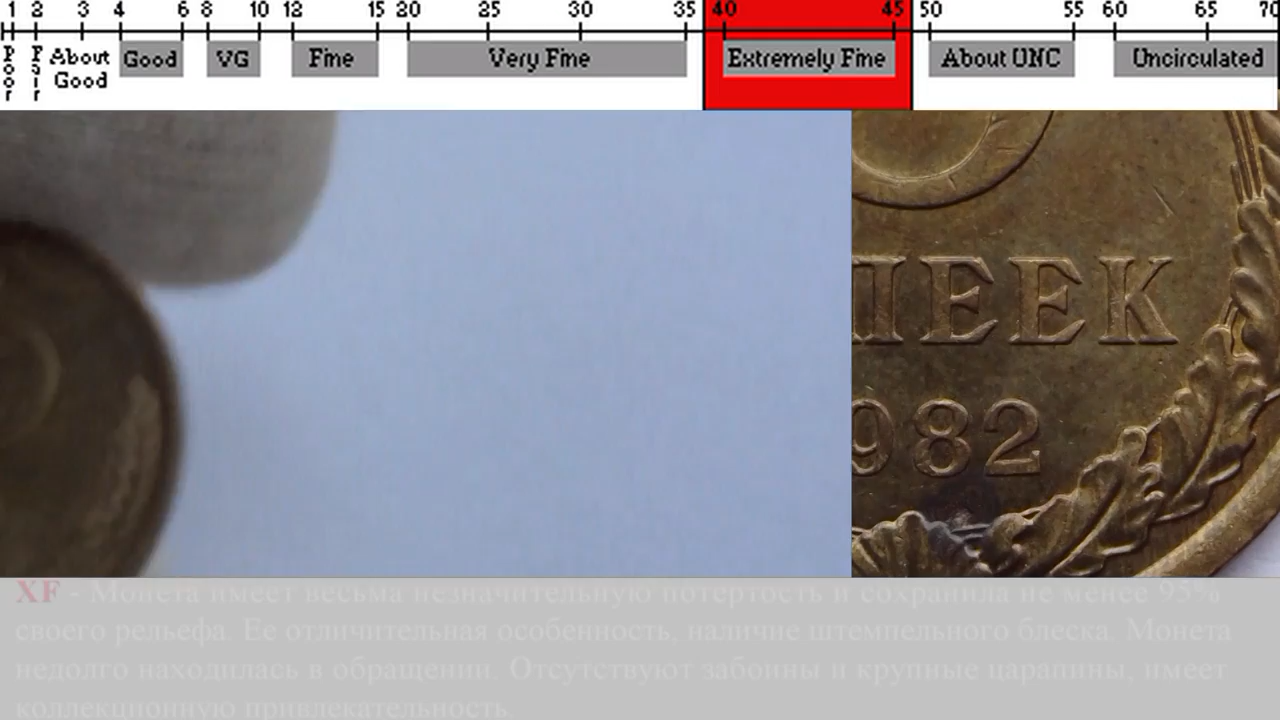 1 2 3 4 6 8 10 12 15 20 25 30 35 40 45 50 55 60 65 70
Poor Fair About Good Good VG Fine Very Fine Extremely Fine About UNC Uncirculated
ПЕЕК
982
XF - Монета имеет весьма незначительную потертость и сохранила не менее 95%
своего рельефа. Ее отличительная особенность, наличие штемпельного блеска. Монета
недолго находилась в обращении. Отсутствуют забоины и крупные царапины, имеет
коллекционную привлекательность.